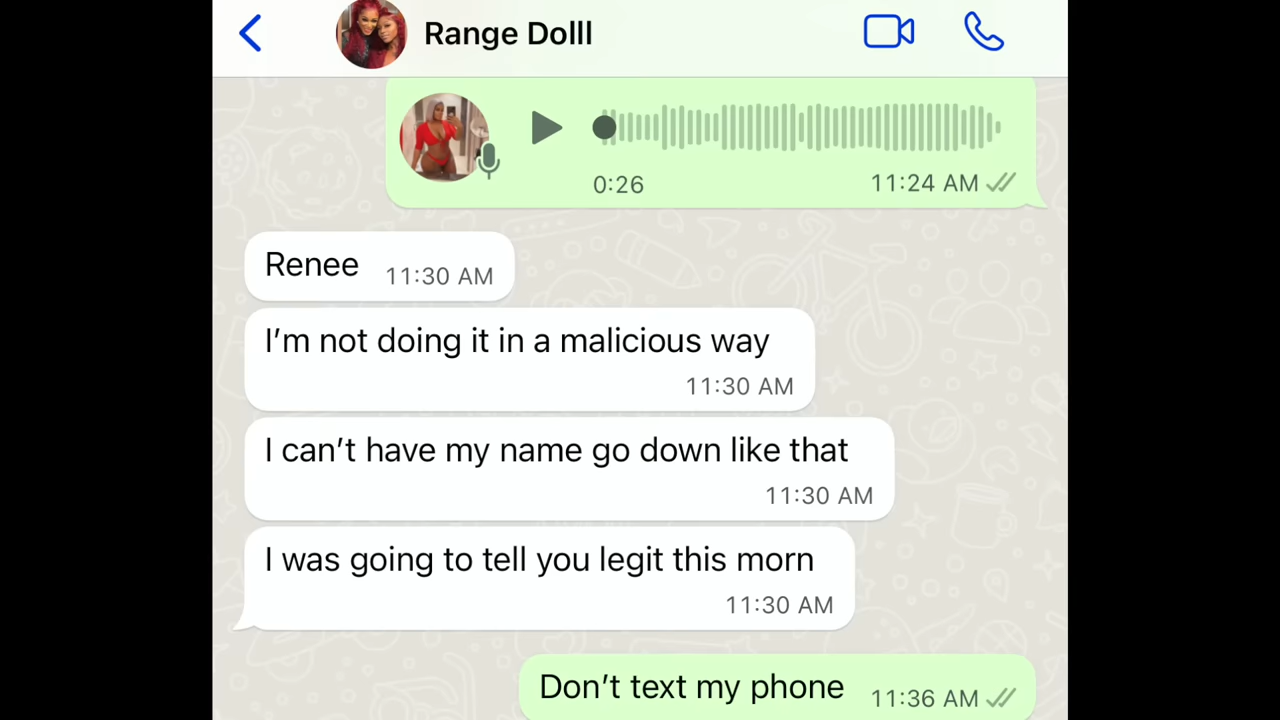 Range Dolll
0:26 11:24 AM
Renee 11:30 AM
I’m not doing it in a malicious way
11:30 AM
I can’t have my name go down like that
11:30 AM
I was going to tell you legit this morn
11:30 AM
Don’t text my phone 11:36 AM